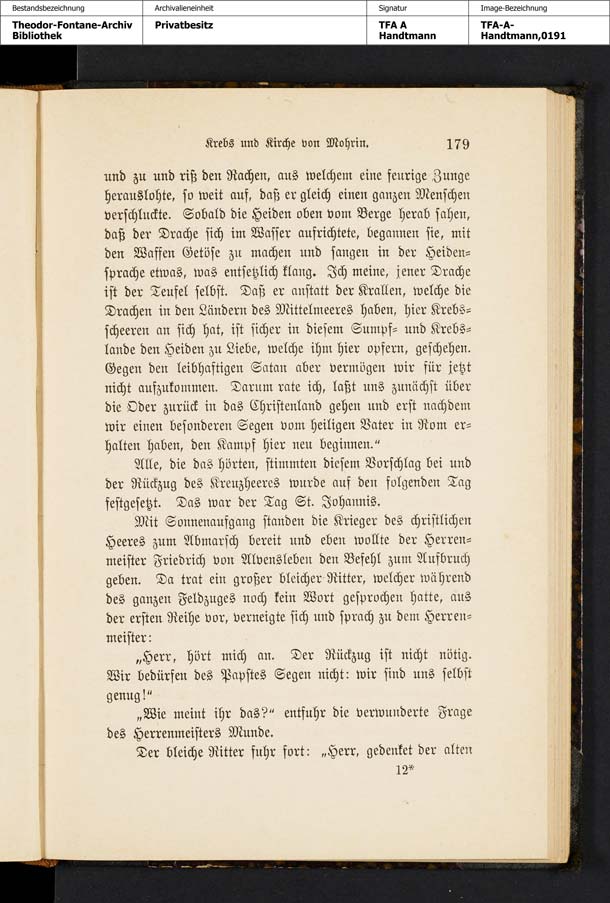 Bestandsbezeichnung Archivalieneinheit Signatur Image-Bezeichnung
Theodor-Fontane-Archiv Privatbesitz TFA A TFA-A-
Bibliothek Handtmann Handtmann,0191
Krebs und Kirche von Mohrin. 179
und zu und riß den Rachen, aus welchem eine feurige Zunge
herauslohte, so weit auf, daß er gleich einen ganzen Menschen
verschluckte. Sobald die Heiden oben vom Berge herab sahen,
daß der Drache sich im Wasser aufrichtete, begannen sie, mit
den Waffen Getöse zu machen und sangen in der Heiden-
sprache etwas, was entsetzlich klang. Ich meine, jener Drache
ist der Teufel selbst. Daß er anstatt der Krallen, welche die
Drachen in den Ländern des Mittelmeeres haben, hier Krebs-
scheeren an sich hat, ist sicher in diesem Sumpf- und Krebs-
lande den Heiden zu Liebe, welche ihm hier opfern, geschehen.
Gegen den leibhaftigen Satan aber vermögen wir für jetzt
nicht aufzukommen. Darum rate ich, laßt uns zunächst über
die Oder zurück in das Christenland gehen und erst nachdem
wir einen besonderen Segen vom heiligen Vater in Rom er-
halten haben, den Kampf hier neu beginnen.“
Alle, die das hörten, stimmten diesem Vorschlag bei und
der Rückzug des Kreuzheeres wurde auf den folgenden Tag
festgesetzt. Das war der Tag St. Johannis.
Mit Sonnenaufgang standen die Krieger des christlichen
Heeres zum Abmarsch bereit und eben wollte der Herren-
meister Friedrich von Alvensleben den Befehl zum Aufbruch
geben. Da trat ein großer bleicher Ritter, welcher während
des ganzen Feldzuges noch kein Wort gesprochen hatte, aus
der ersten Reihe vor, verneigte sich und sprach zu dem Herren-
meister:
„Herr, hört mich an. Der Rückzug ist nicht nötig.
Wir bedürfen des Papstes Segen nicht: wir sind uns selbst
genug!“
„Wie meint ihr das?“ entfuhr die verwunderte Frage
des Herrenmeisters Munde.
Der bleiche Ritter fuhr fort: „Herr, gedenket der alten
12*